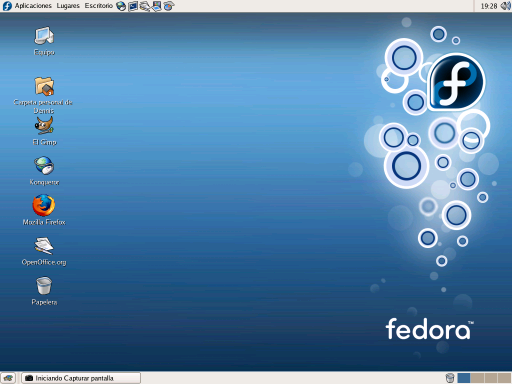 Aplicaciones Lugares Escritorio
19:28
Equipo
Carpeta personal de
Dennis
El Gimp
Konqueror
Mozilla Firefox
OpenOffice.org
Papelera
fedora™
Iniciando Capturar pantalla